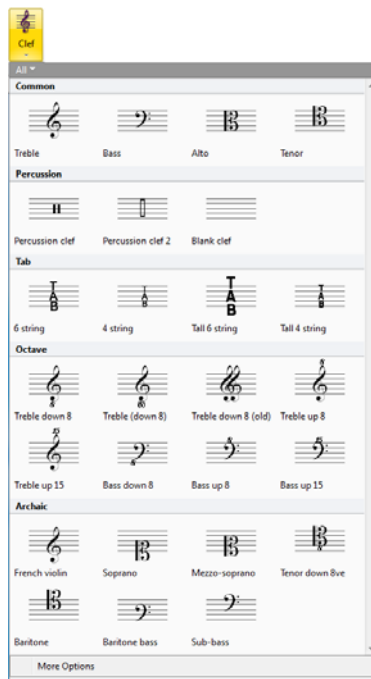 Clef
All
Common
Treble Bass Alto Tenor
Percussion
Percussion clef Percussion clef 2 Blank clef
Tab
T A B T A B T A B T A B
6 string 4 string Tall 6 string Tall 4 string
Octave
Treble down 8 Treble (down 8) Treble down 8 (old) Treble up 8
Treble up 15 Bass down 8 Bass up 8 Bass up 15
Archaic
French violin Soprano Mezzo-soprano Tenor down 8ve
Baritone Baritone bass Sub-bass
More Options